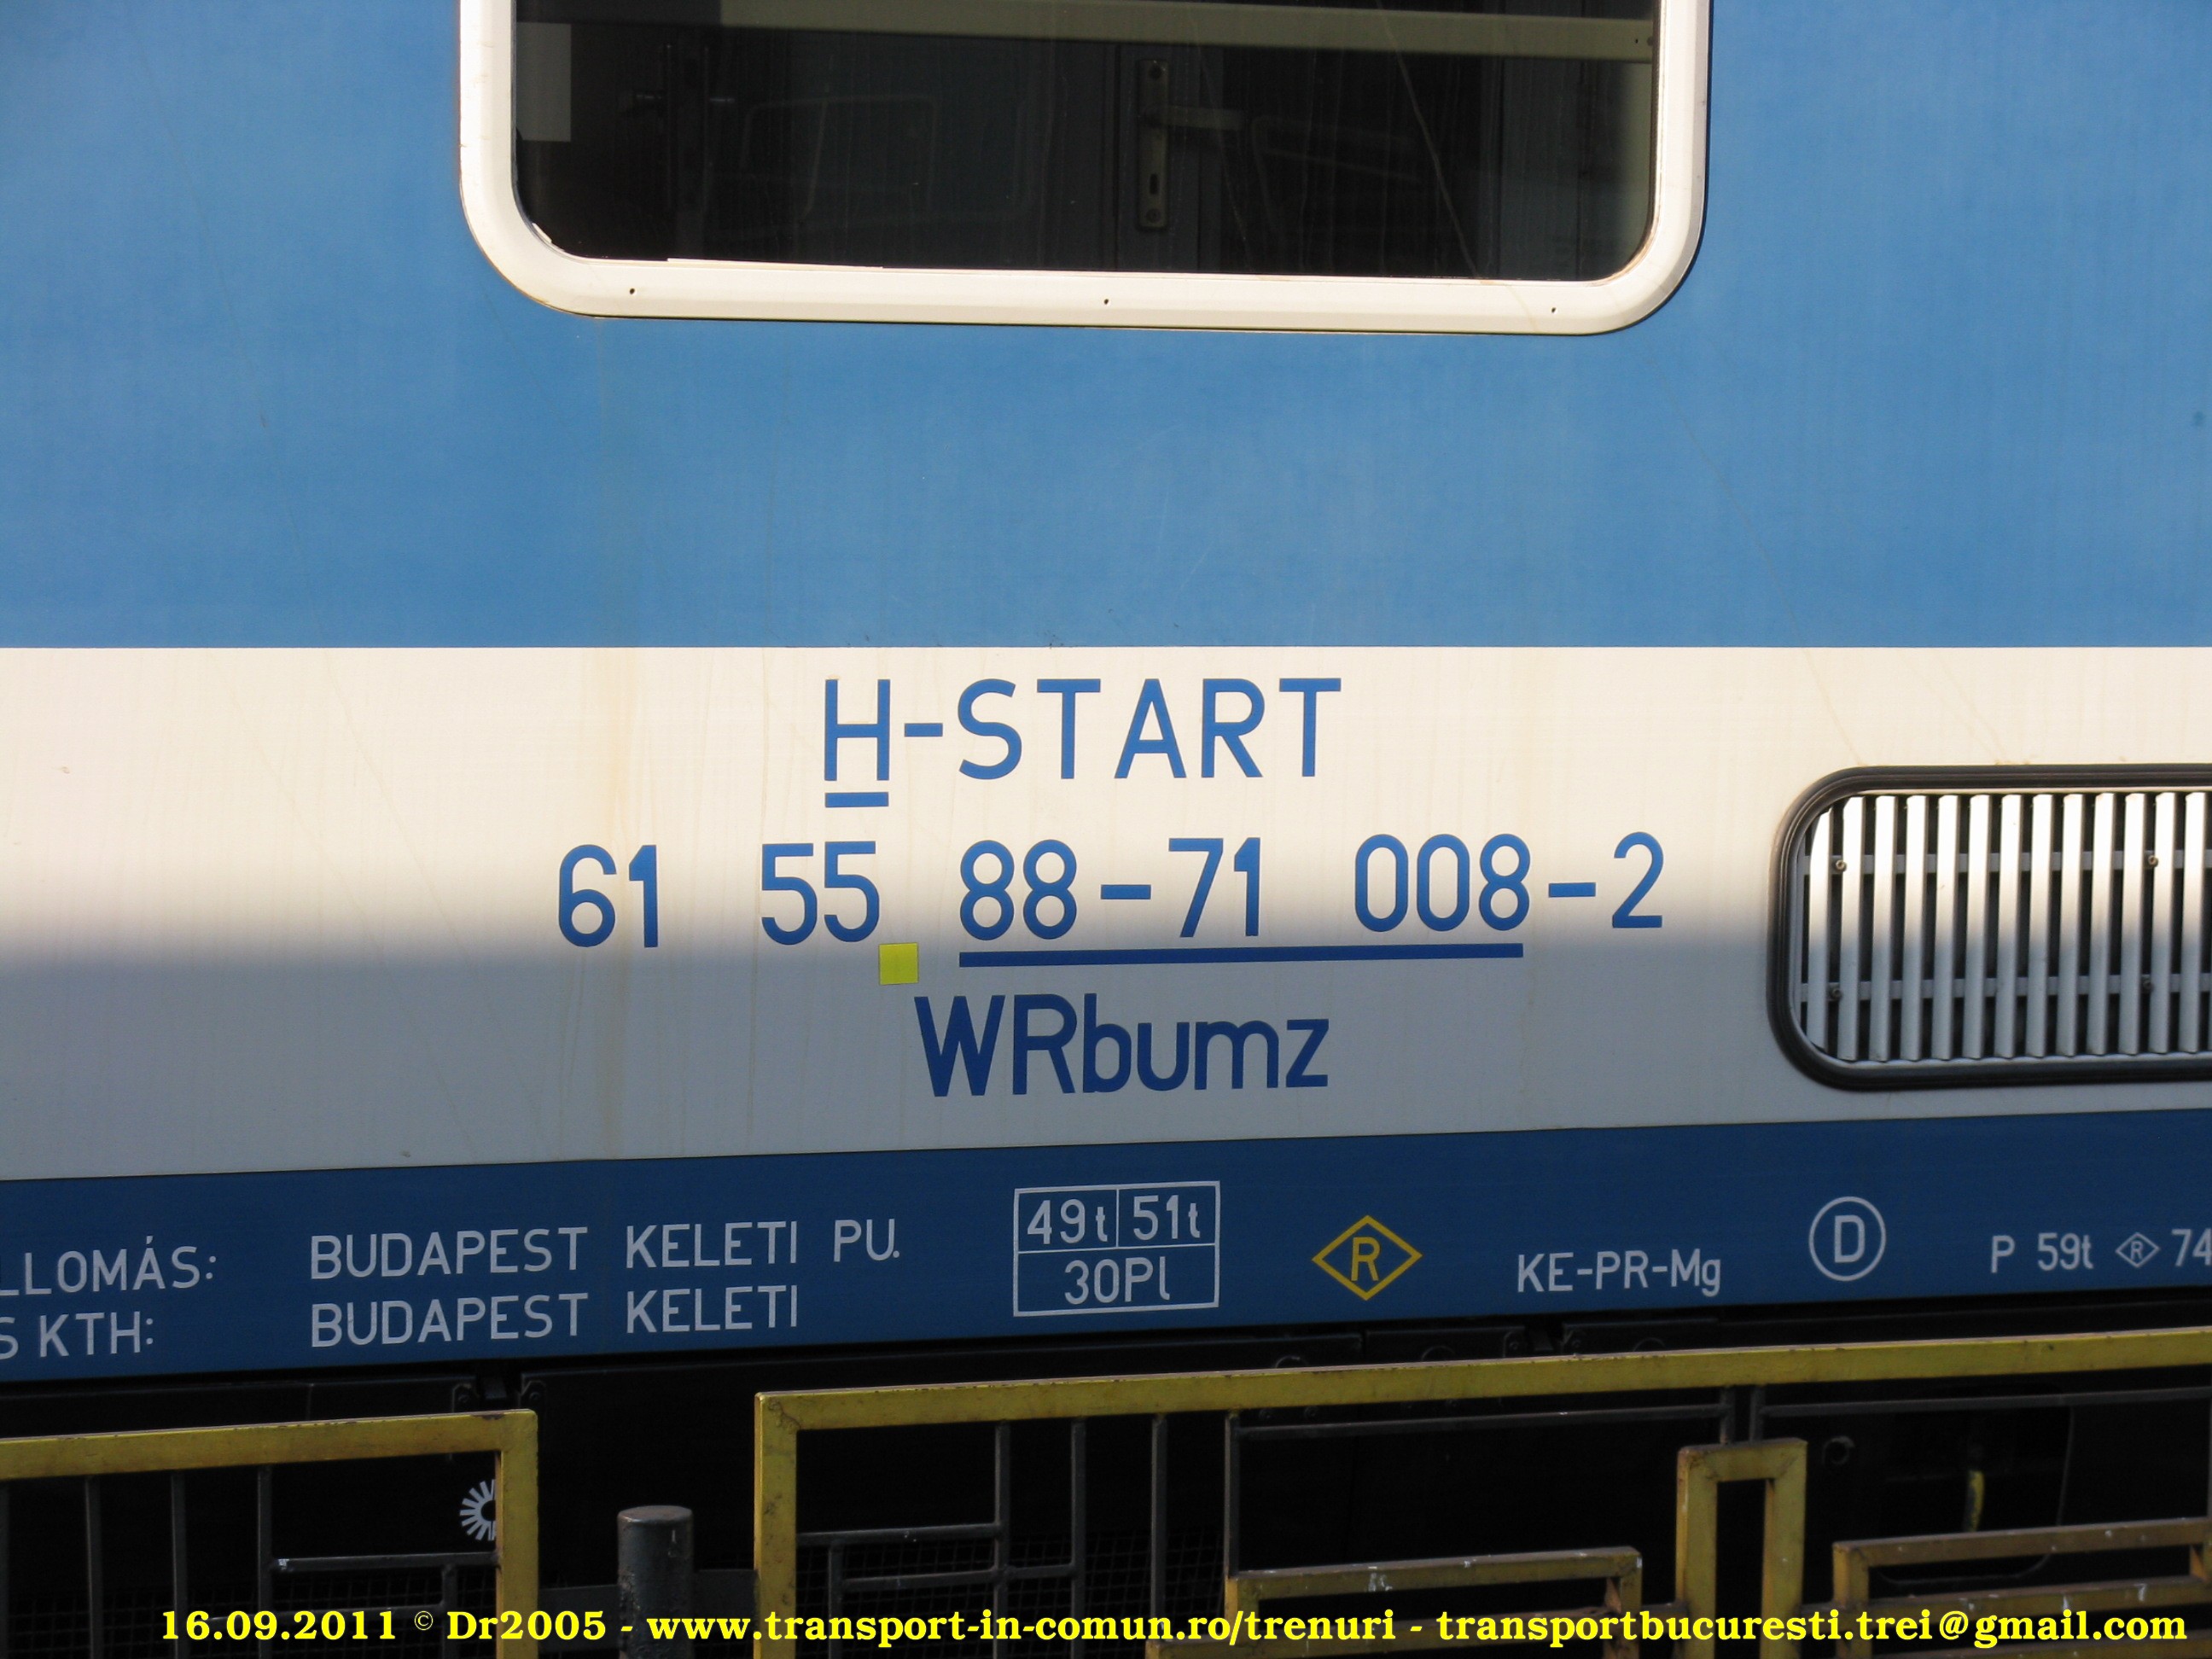 H-START
61 55 88-71 008-2
WRbumz
LLOMÁS: BUDAPEST KELETI PU.
S KTH: BUDAPEST KELETI
49t 51t
30Pl
R
KE-PR-Mg
D
P 59t R 74
16.09.2011 © Dr2005 - www.transport-in-comun.ro/trenuri - transportbucuresti.trei@gmail.com